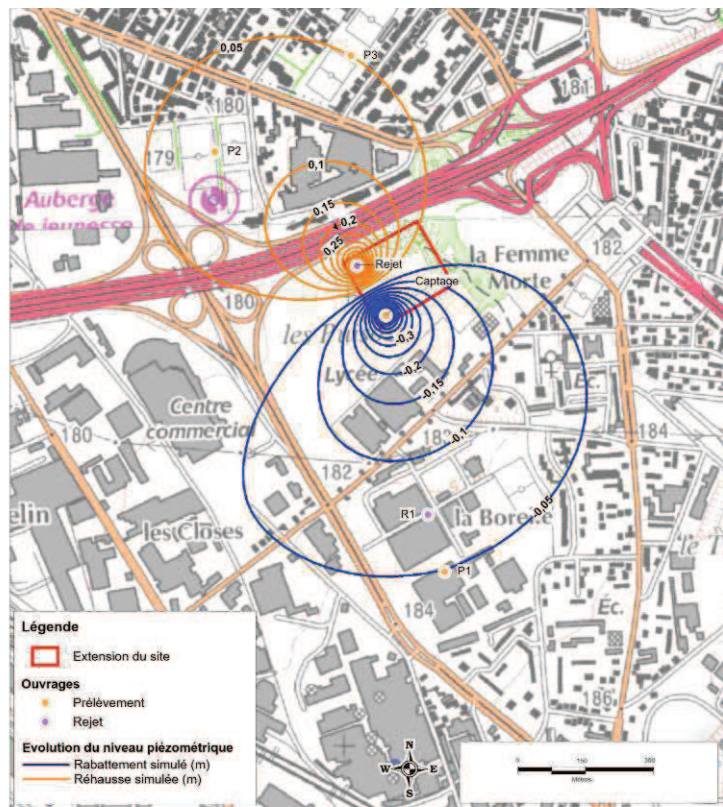 0,05
P3
181
180
P2
179
0,1
Auberge
de jeunesse
0,15
0,2
0,25
Rejet
la Femme
Morte
182
Captage
180
les
-0,3
Lycée
-0,2
-0,15
Éc.
Centre
commercial
180
-0,1
183
184
182
elin
R1
la Boreire
-0,05
les Closes
P1
184
Éc.
186
Légende
Extension du site
Ouvrages
Prélèvement
Rejet
Evolution du niveau piézométrique
Rabattement simulé (m)
Réhausse simulée (m)
N
W E
S
0 150 300
Mètres